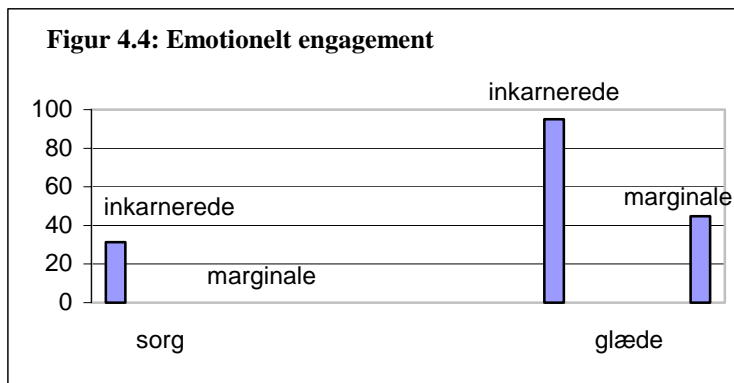 Figur 4.4: Emotionelt engagement
inkarnerede
100
80
60
inkarnerede
marginale
40
20
marginale
0
sorg
glæde